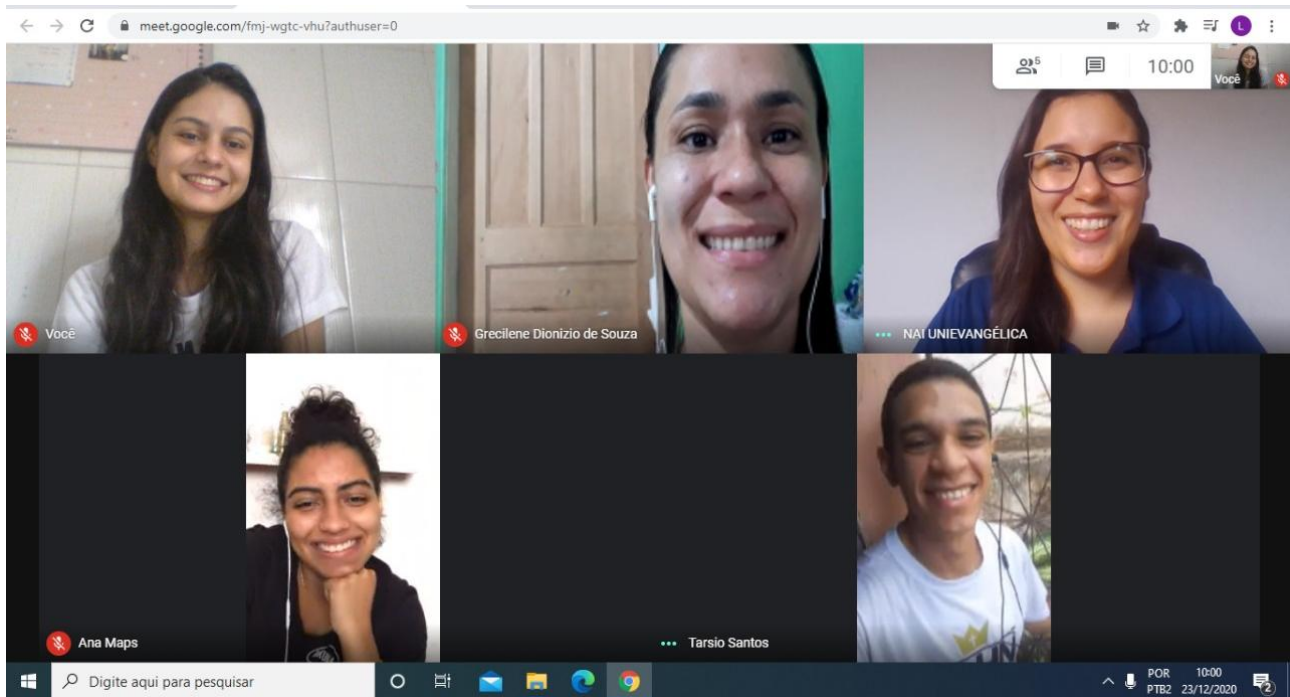 meet.google.com/fmj-wgtc-vhu?authuser=0
L
5
10:00
Você
Você
Grecilene Dionizio de Souza
NAI UNIEVANGÉLICA
Ana Maps
Tarsio Santos
Digite aqui para pesquisar
POR
10:00
PTB2
23/12/2020
2